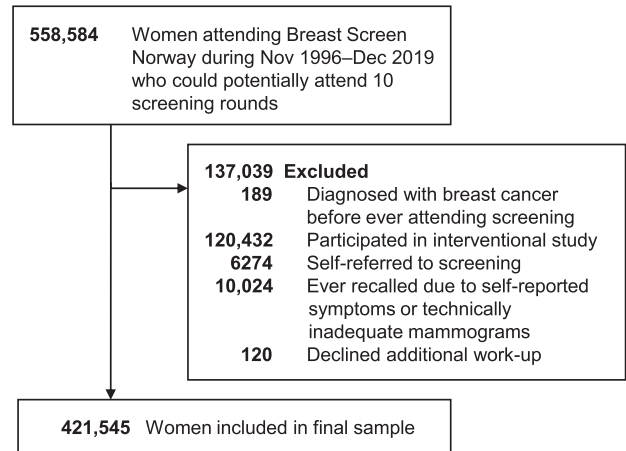 558,584 Women attending Breast Screen
Norway during Nov 1996–Dec 2019
who could potentially attend 10
screening rounds
137,039 Excluded
189 Diagnosed with breast cancer
before ever attending screening
120,432 Participated in interventional study
6274 Self-referred to screening
10,024 Ever recalled due to self-reported
symptoms or technically
inadequate mammograms
120 Declined additional work-up
421,545 Women included in final sample